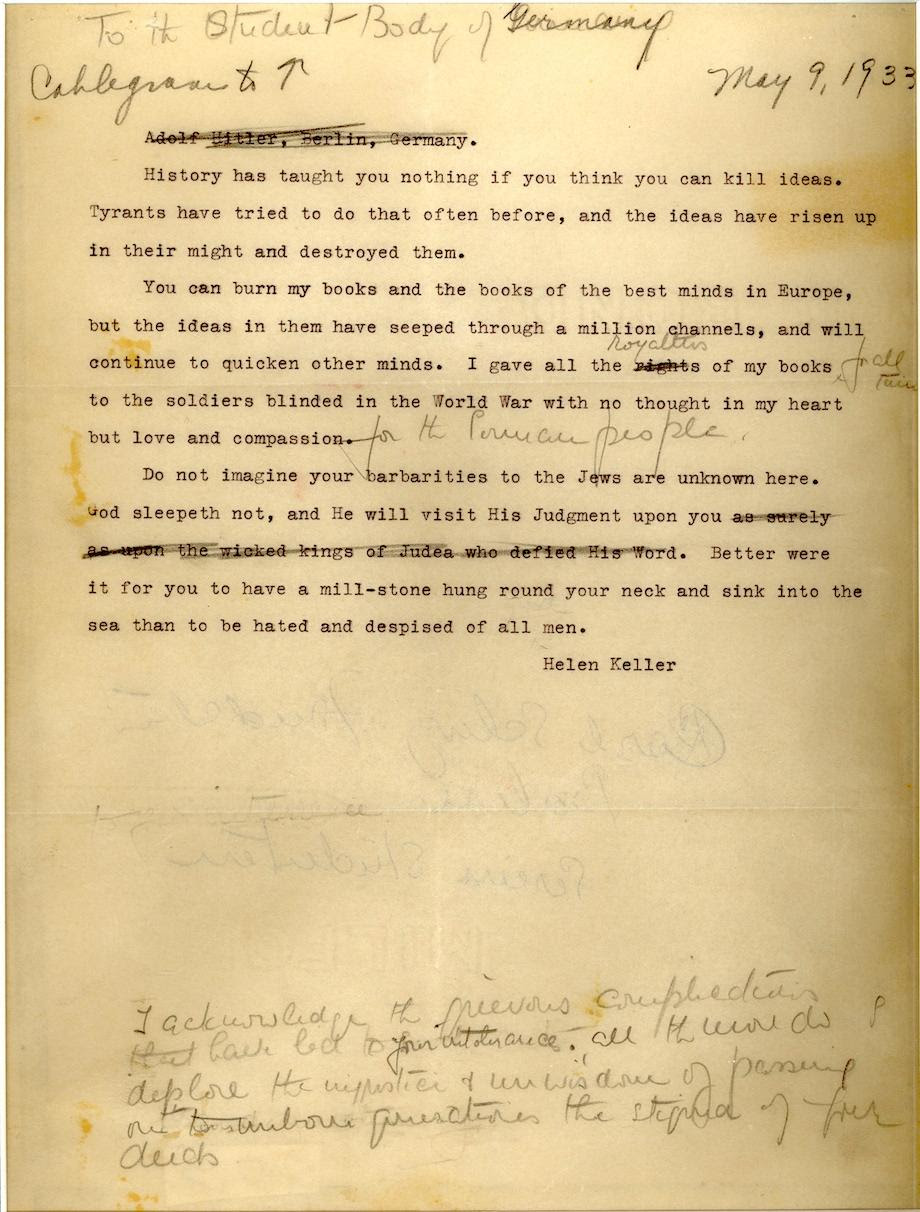 To the Student Body of Germany
Cablegram to ↑ May 9, 1933
Adolf Hitler, Berlin, Germany.
History has taught you nothing if you think you can kill ideas.
Tyrants have tried to do that often before, and the ideas have risen up
in their might and destroyed them.
You can burn my books and the books of the best minds in Europe,
but the ideas in them have seeped through a million channels, and will
royalties
continue to quicken other minds. I gave all the rights of my books for all time
to the soldiers blinded in the World War with no thought in my heart
but love and compassion. for the German people.
Do not imagine your barbarities to the Jews are unknown here.
God sleepeth not, and He will visit His Judgment upon you as surely
as upon the wicked kings of Judea who defied His Word. Better were
it for you to have a mill-stone hung round your neck and sink into the
sea than to be hated and despised of all men.
Helen Keller
Studenten
I acknowledge the grievous complications
that have led to your intolerance. all the more do I
deplore the injustice & unwisdom of passing
on to unborn generations the stigma of your
deeds